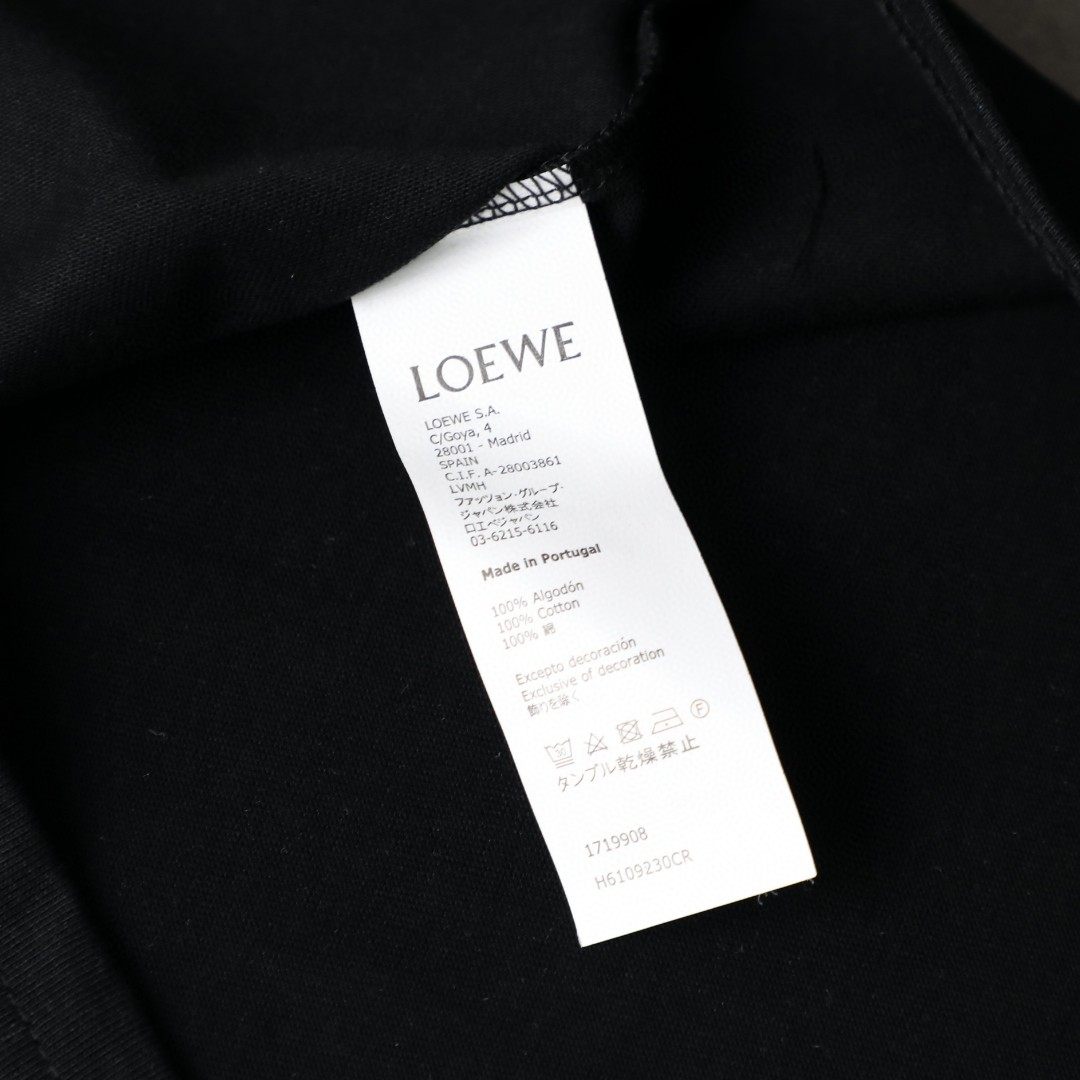 LOEWE
LOEWE S.A.
C/Goya, 4
28001 - Madrid
SPAIN
C.I.F. A-28003861
LVMH
ファッション・グループ・
ジャパン株式会社
ロエベジャパン
03-6215-6116
Made in Portugal
100% Algodón
100% Cotton
100% 綿
Excepto decoración
Exclusive of decoration
飾りを除く
30 F
タンブル乾燥禁止
1719908
H6109230CR